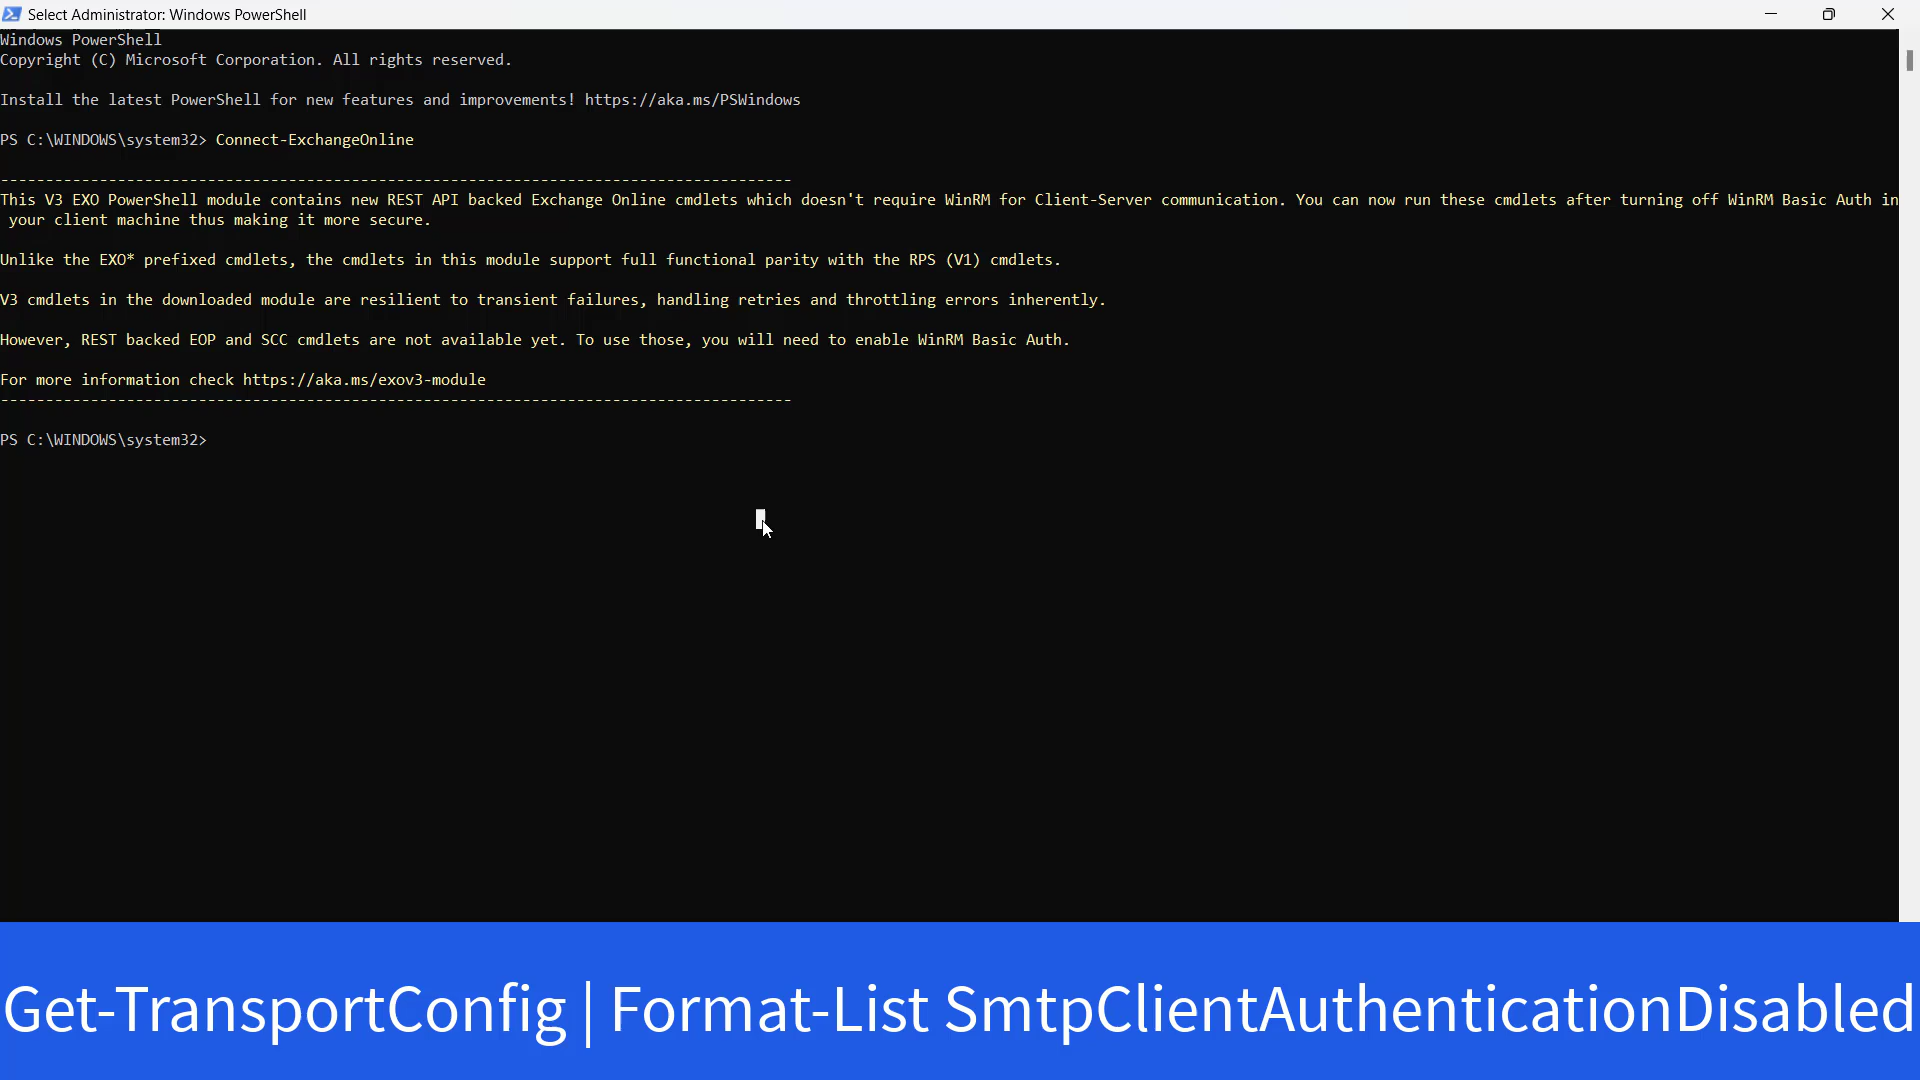 Select Administrator: Windows PowerShell
Windows PowerShell
Copyright (C) Microsoft Corporation. All rights reserved.
Install the latest PowerShell for new features and improvements! https://aka.ms/PSWindows
PS C:\WINDOWS\system32> Connect-ExchangeOnline
----------------------------------------------------------------------------------------
This V3 EXO PowerShell module contains new REST API backed Exchange Online cmdlets which doesn't require WinRM for Client-Server communication. You can now run these cmdlets after turning off WinRM Basic Auth in
your client machine thus making it more secure.
Unlike the EXO* prefixed cmdlets, the cmdlets in this module support full functional parity with the RPS (V1) cmdlets.
V3 cmdlets in the downloaded module are resilient to transient failures, handling retries and throttling errors inherently.
However, REST backed EOP and SCC cmdlets are not available yet. To use those, you will need to enable WinRM Basic Auth.
For more information check https://aka.ms/exov3-module
----------------------------------------------------------------------------------------
PS C:\WINDOWS\system32>
Get-TransportConfig | Format-List SmtpClientAuthenticationDisabled